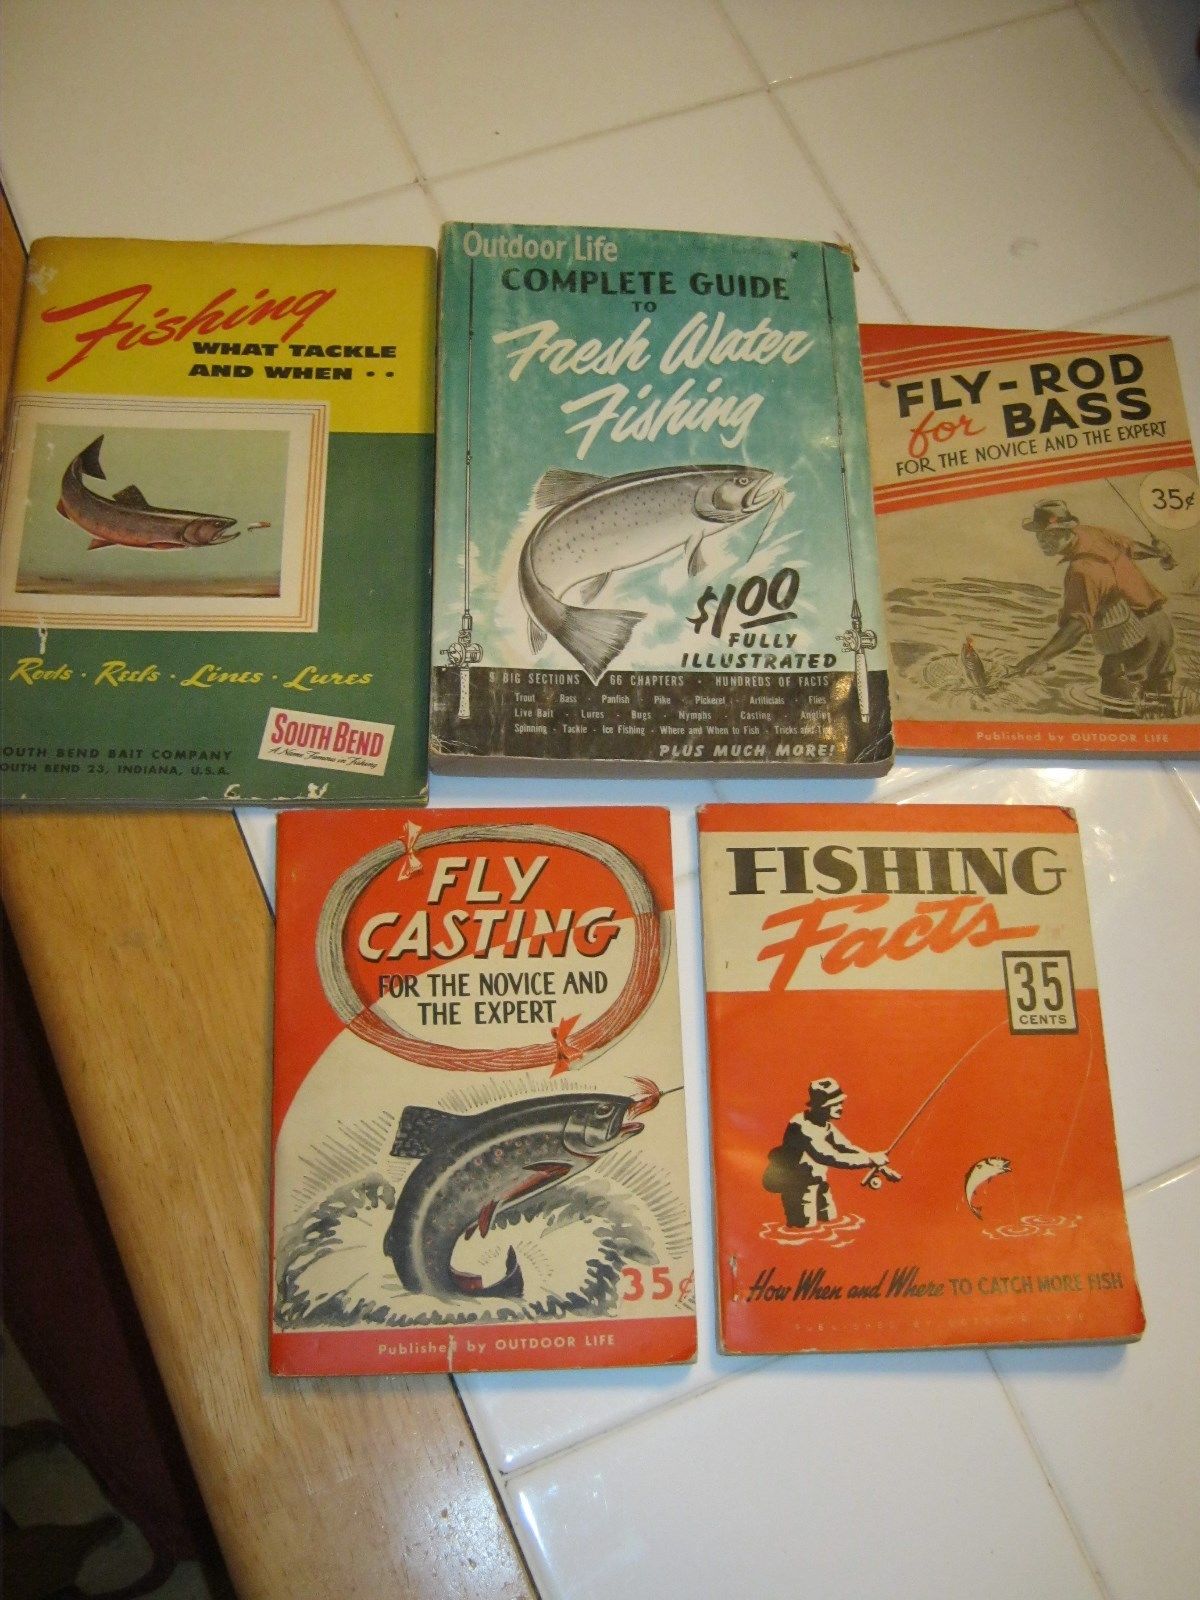 Fishing
WHAT TACKLE
AND WHEN • •
Rods • Reels • Lines • Lures
SOUTH BEND
A Name Famous in Fishing
OUTH BEND BAIT COMPANY
OUTH BEND 23, INDIANA, U.S.A.
Outdoor Life
COMPLETE GUIDE
TO
Fresh Water
Fishing
$1.00
FULLY
ILLUSTRATED
9 BIG SECTIONS • 66 CHAPTERS • HUNDREDS OF FACTS
Trout • Bass • Panfish • Pike • Pickerel • Artificials • Flies
Live Bait • Lures • Bugs • Nymphs • Casting • Angling
Spinning • Tackle • Ice Fishing • Where and When to Fish • Tricks and
PLUS MUCH MORE!
FLY-ROD
for BASS
FOR THE NOVICE AND THE EXPERT
35¢
Published by OUTDOOR LIFE
FLY
CASTING
FOR THE NOVICE AND
THE EXPERT
35¢
Published by OUTDOOR LIFE
FISHING
Facts
35
CENTS
How When and Where TO CATCH MORE FISH
PUBLISHED BY OUTDOOR LIFE